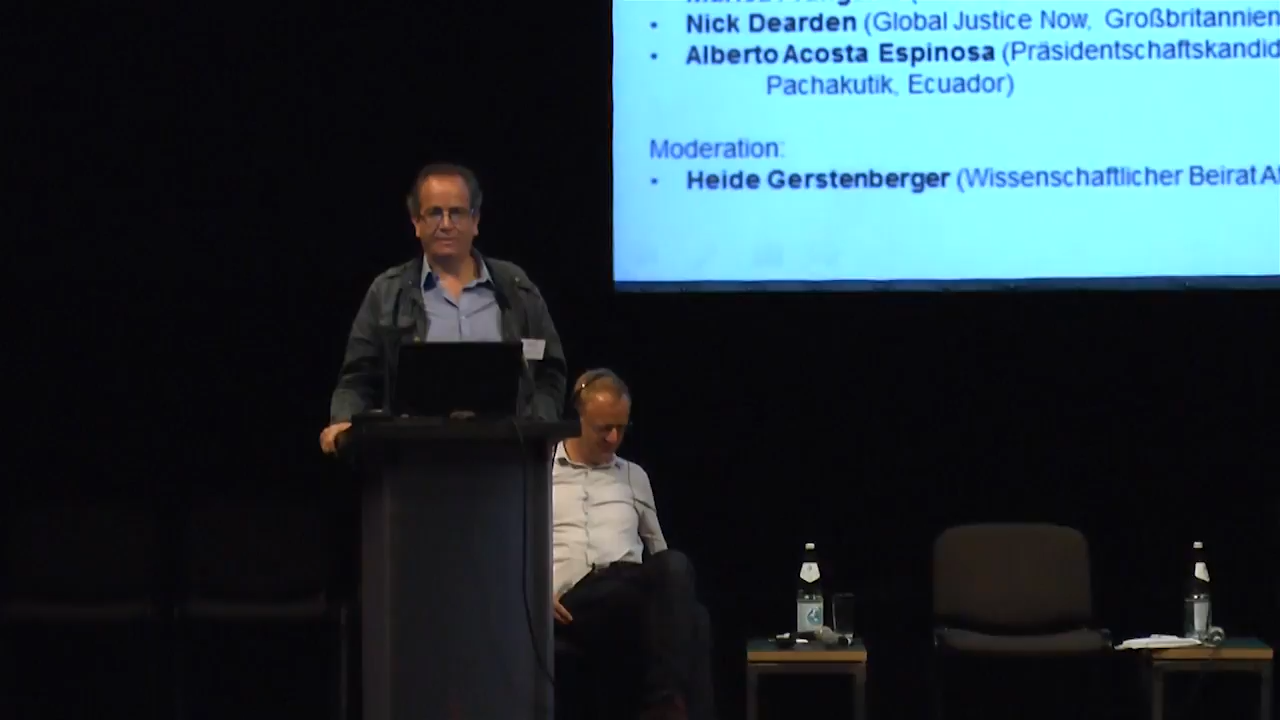 • Nick Dearden (Global Justice Now, Großbritannien
• Alberto Acosta Espinosa (Präsidentschaftskandid
Pachakutik, Ecuador)
Moderation:
• Heide Gerstenberger (Wissenschaftlicher Beirat